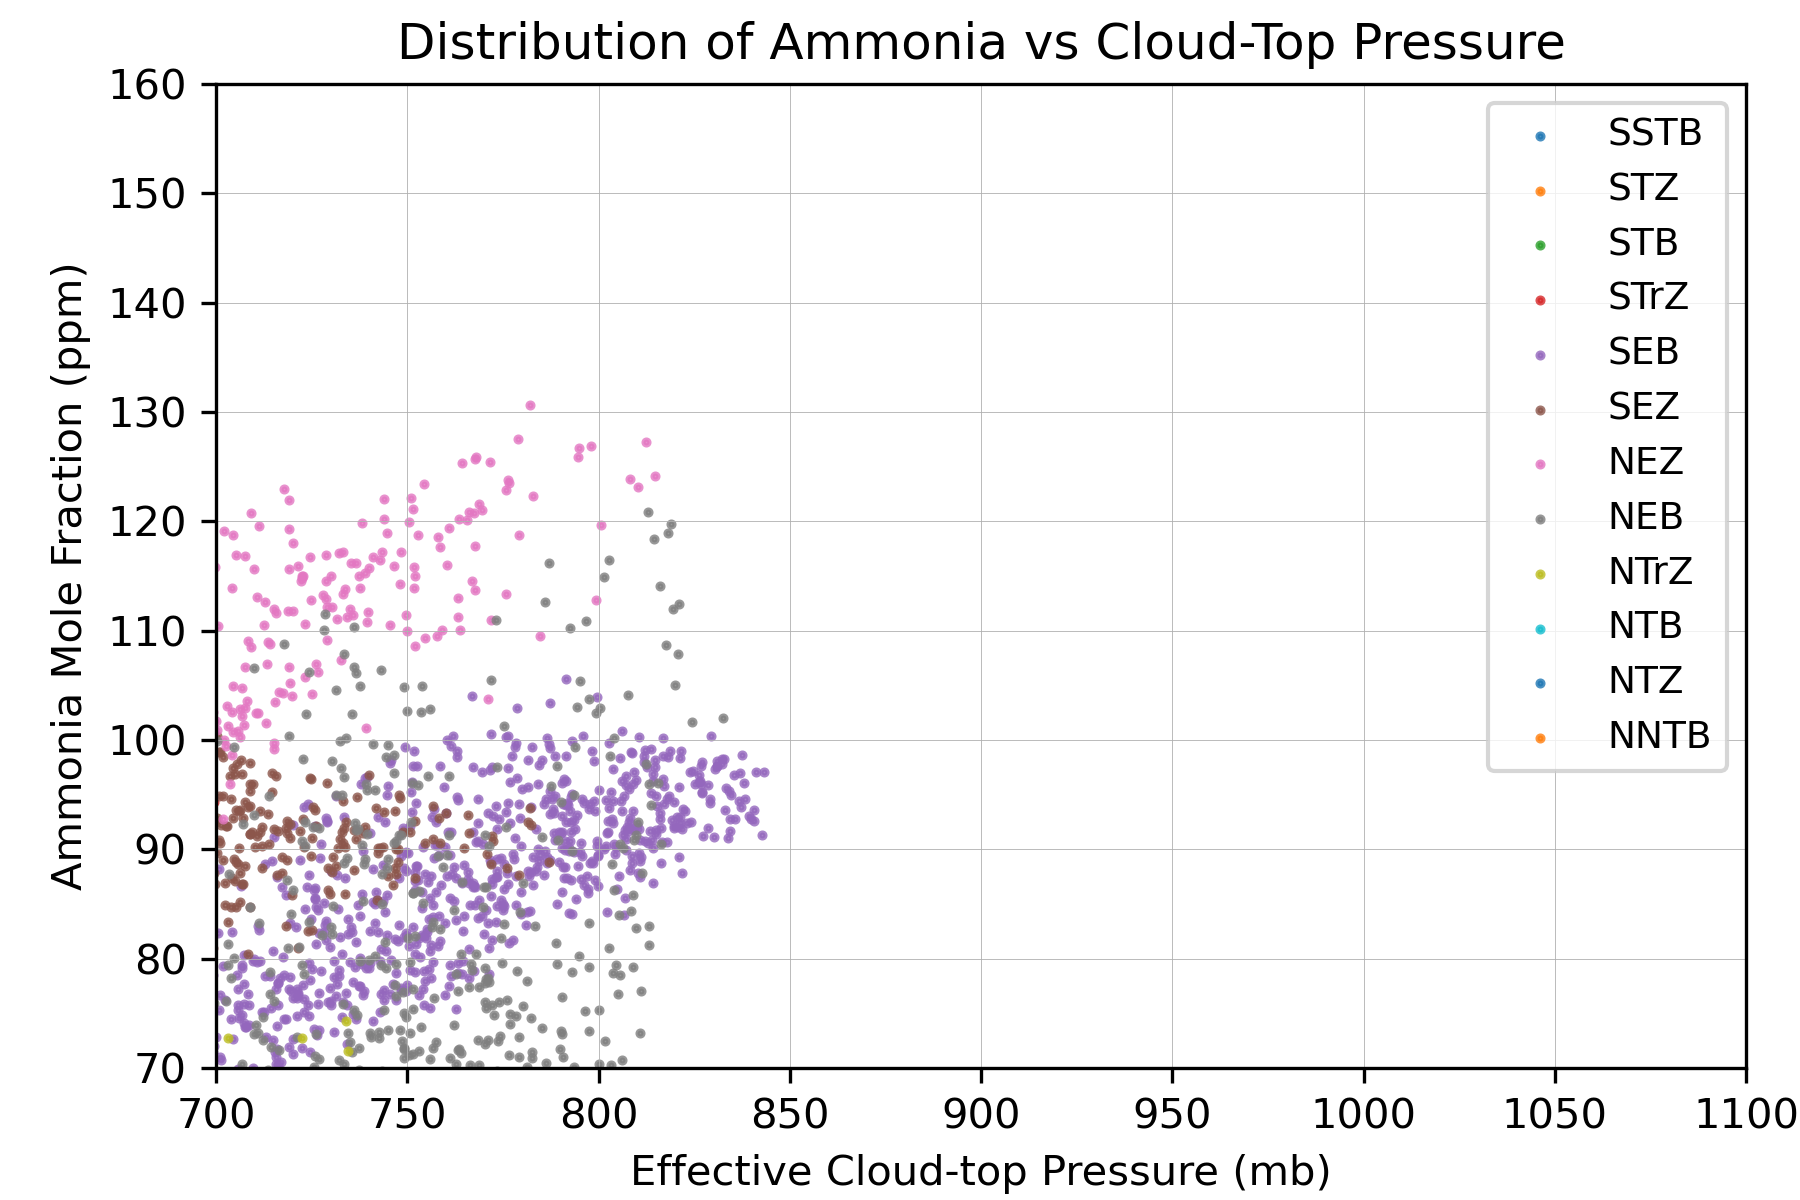 Distribution of Ammonia vs Cloud-Top Pressure
160
150
140
130
120
110
100
90
80
70
Ammonia Mole Fraction (ppm)
SSTB
STZ
STB
STrZ
SEB
SEZ
NEZ
NEB
NTrZ
NTB
NTZ
NNTB
700 750 800 850 900 950 1000 1050 1100
Effective Cloud-top Pressure (mb)